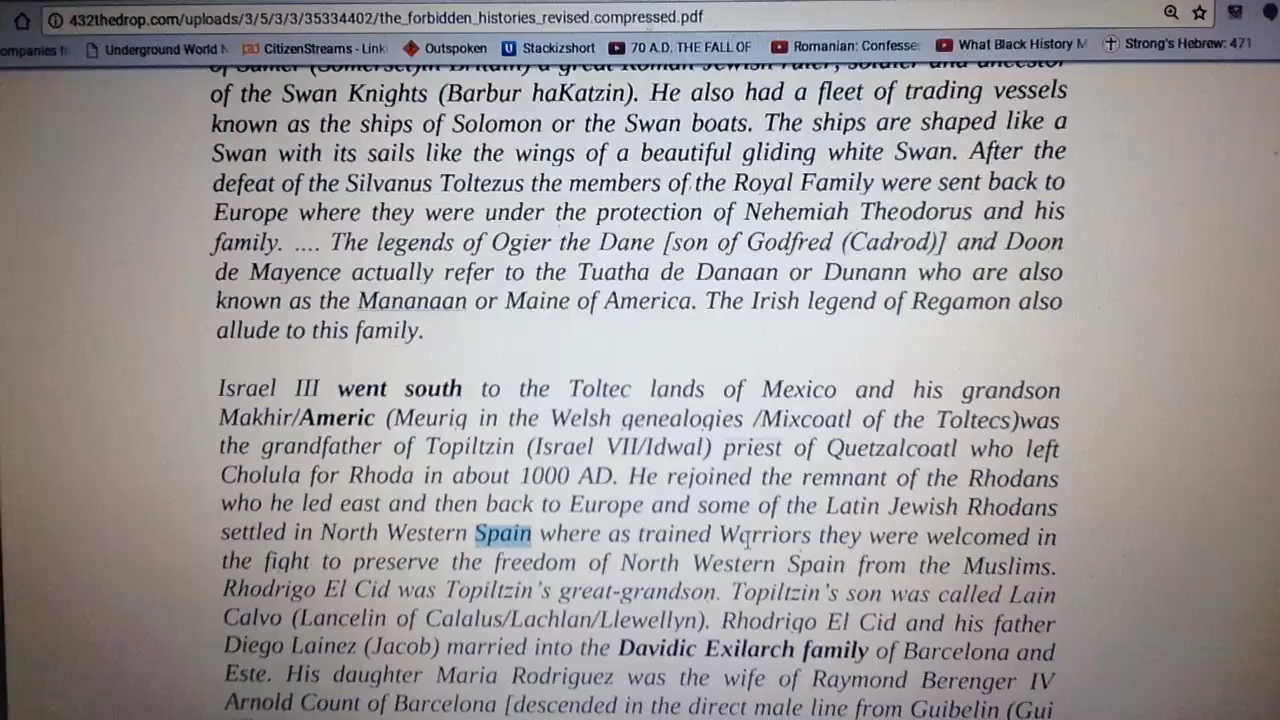 432thedrop.com/uploads/3/5/3/3/35334402/the_forbidden_histories_revised.compressed.pdf
ompanies t Underground World N CitizenStreams - Link Outspoken Stackizshort 70 A.D. THE FALL OF Romanian: Confesse: What Black History M Strong's Hebrew: 471
of Sumer (Somerset)in Britain) a great Roman Jewish ruler, soldier and ancestor
of the Swan Knights (Barbur haKatzin). He also had a fleet of trading vessels
known as the ships of Solomon or the Swan boats. The ships are shaped like a
Swan with its sails like the wings of a beautiful gliding white Swan. After the
defeat of the Silvanus Toltezus the members of the Royal Family were sent back to
Europe where they were under the protection of Nehemiah Theodorus and his
family. .... The legends of Ogier the Dane [son of Godfred (Cadrod)] and Doon
de Mayence actually refer to the Tuatha de Danaan or Dunann who are also
known as the Mananaan or Maine of America. The Irish legend of Regamon also
allude to this family.
Israel III went south to the Toltec lands of Mexico and his grandson
Makhir/Americ (Meuriq in the Welsh genealogies /Mixcoatl of the Toltecs)was
the grandfather of Topiltzin (Israel VII/Idwal) priest of Quetzalcoatl who left
Cholula for Rhoda in about 1000 AD. He rejoined the remnant of the Rhodans
who he led east and then back to Europe and some of the Latin Jewish Rhodans
settled in North Western Spain where as trained Warriors they were welcomed in
the fight to preserve the freedom of North Western Spain from the Muslims.
Rhodrigo El Cid was Topiltzin's great-grandson. Topiltzin's son was called Lain
Calvo (Lancelin of Calalus/Lachlan/Llewellyn). Rhodrigo El Cid and his father
Diego Lainez (Jacob) married into the Davidic Exilarch family of Barcelona and
Este. His daughter Maria Rodriguez was the wife of Raymond Berenger IV
Arnold Count of Barcelona [descended in the direct male line from Guibelin (Gui